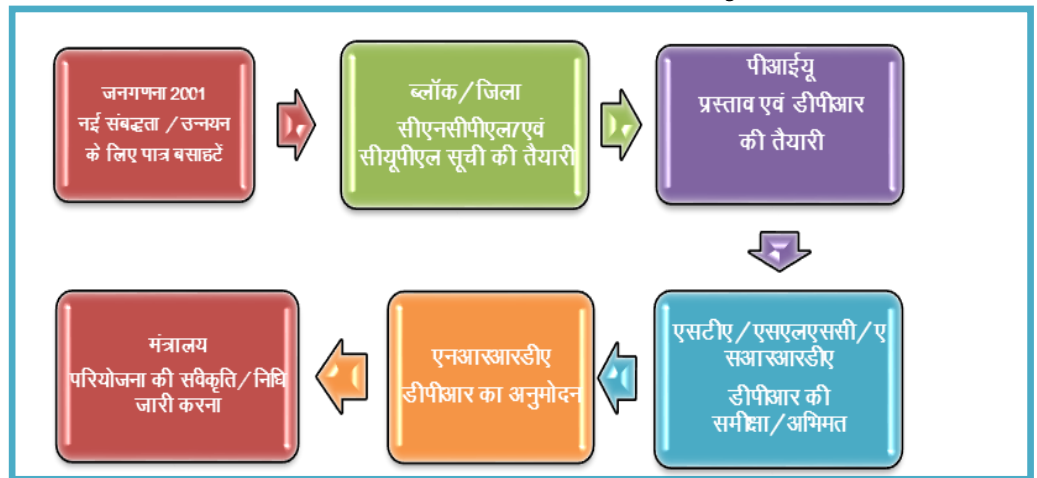 जनगणना 2001
नई संबद्धता / उन्नयन
के लिए पात्र बसाहटें
ब्लॉक/जिला
सीएनसीपीएल/एवं
सीयूपीएल सूची की तैयारी
पीआईयू
प्रस्ताव एवं डीपीआर
की तैयारी
एसटीए/एसएलएससी/ए
सआरआरडीए
डीपीआर की
समीक्षा/अभिमत
एनआरआरडीए
डीपीआर का अनुमोदन
मंत्रालय
परियोजना की सवैकृति/निधि
जारी करना